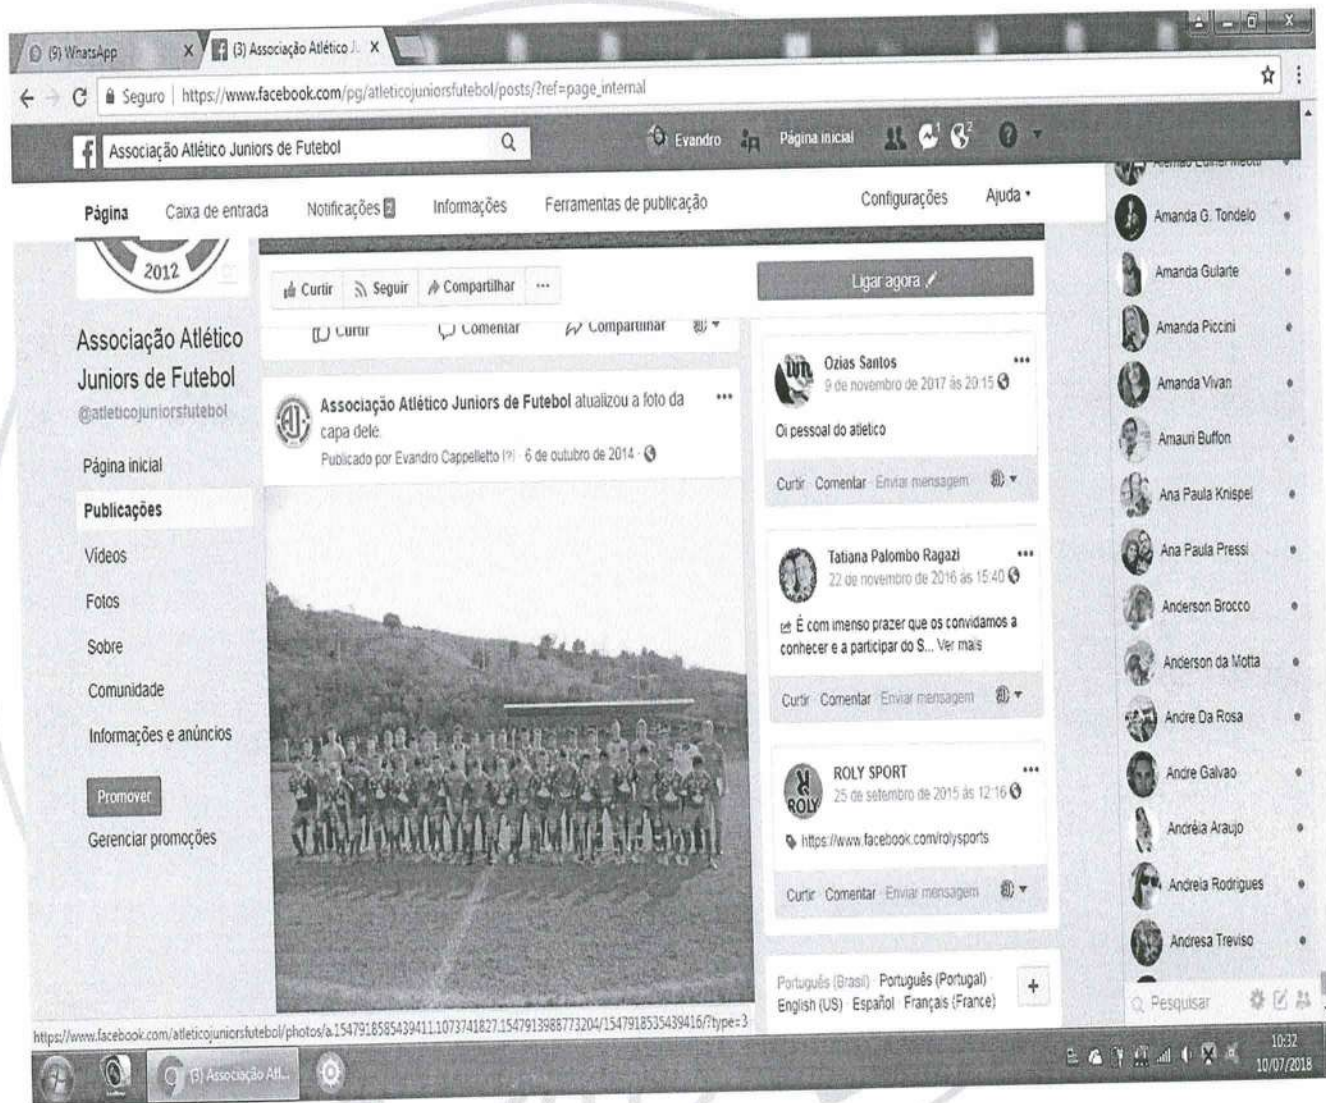 (9) WhatsApp
(3) Associação Atlético J
Seguro
https://www.facebook.com/pg/atleticojuniorsfutebol/posts/?ref=page_internal
Associação Atlético Juniors de Futebol
Evandro
Página inicial
1
2
Página
Caixa de entrada
Notificações 2
Informações
Ferramentas de publicação
Configurações
Ajuda
2012
Curtir
Seguir
Compartilhar
Ligar agora
Associação Atlético
Juniors de Futebol
@atleticojuniorsfutebol
Página inicial
Publicações
Vídeos
Fotos
Sobre
Comunidade
Informações e anúncios
Promover
Gerenciar promoções
Curtir
Comentar
Compartilhar
AJ
Associação Atlético Juniors de Futebol atualizou a foto da
capa dele.
Publicado por Evandro Cappelletto [?] · 6 de outubro de 2014 ·
Ozias Santos
9 de novembro de 2017 às 20:15
Oi pessoal do atletico
Curtir · Comentar · Enviar mensagem
Tatiana Palombo Ragazi
22 de novembro de 2016 às 15:40
É com imenso prazer que os convidamos a
conhecer e a participar do S... Ver mais
Curtir · Comentar · Enviar mensagem
ROLY
ROLY SPORT
25 de setembro de 2015 às 12:16
https://www.facebook.com/rolysports
Curtir · Comentar · Enviar mensagem
Português (Brasil) · Português (Portugal) ·
English (US) · Español · Français (France)
Amanda G. Tondelo
Amanda Gularte
Amanda Piccini
Amanda Vivan
Amauri Buffon
Ana Paula Knispel
Ana Paula Pressi
Anderson Brocco
Anderson da Motta
Andre Da Rosa
Andre Galvao
Andréia Araujo
Andreia Rodrigues
Andresa Treviso
Pesquisar
https://www.facebook.com/atleticojuniorsfutebol/photos/a.1547918585439411.1073741827.1547913988773204/1547918535439416/?type=3
(3) Associação Atl...
10:32
10/07/2018